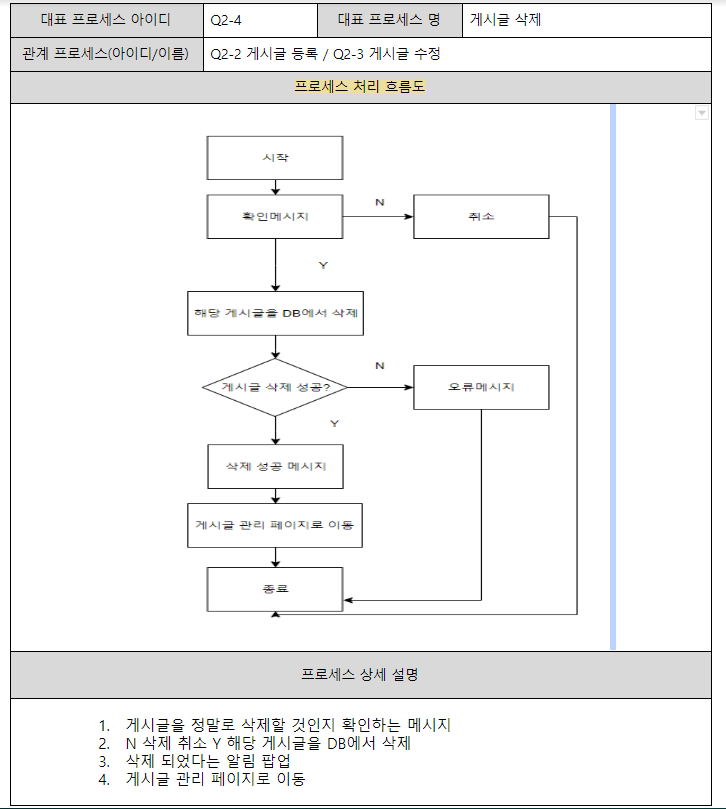 대표 프로세스 아이디 Q2-4 대표 프로세스 명 게시글 삭제
관계 프로세스(아이디/이름) Q2-2 게시글 등록 / Q2-3 게시글 수정
프로세스 처리 흐름도
시작
확인메시지
N
취소
Y
해당 게시글을 DB에서 삭제
게시글 삭제 성공?
N
오류메시지
Y
삭제 성공 메시지
게시글 관리 페이지로 이동
종료
프로세스 상세 설명
1. 게시글을 정말로 삭제할 것인지 확인하는 메시지
2. N 삭제 취소 Y 해당 게시글을 DB에서 삭제
3. 삭제 되었다는 알림 팝업
4. 게시글 관리 페이지로 이동